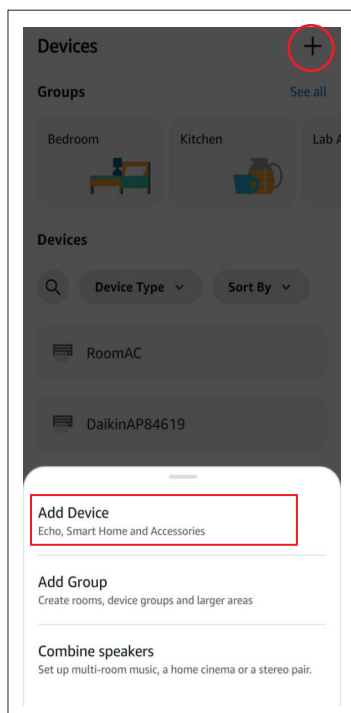 Devices
Groups See all
Bedroom Kitchen Lab
Devices
Device Type Sort By
RoomAC
DaikinAP84619
Add Device
Echo, Smart Home and Accessories
Add Group
Create rooms, device groups and larger areas
Combine speakers
Set up multi-room music, a home cinema or a stereo pair.